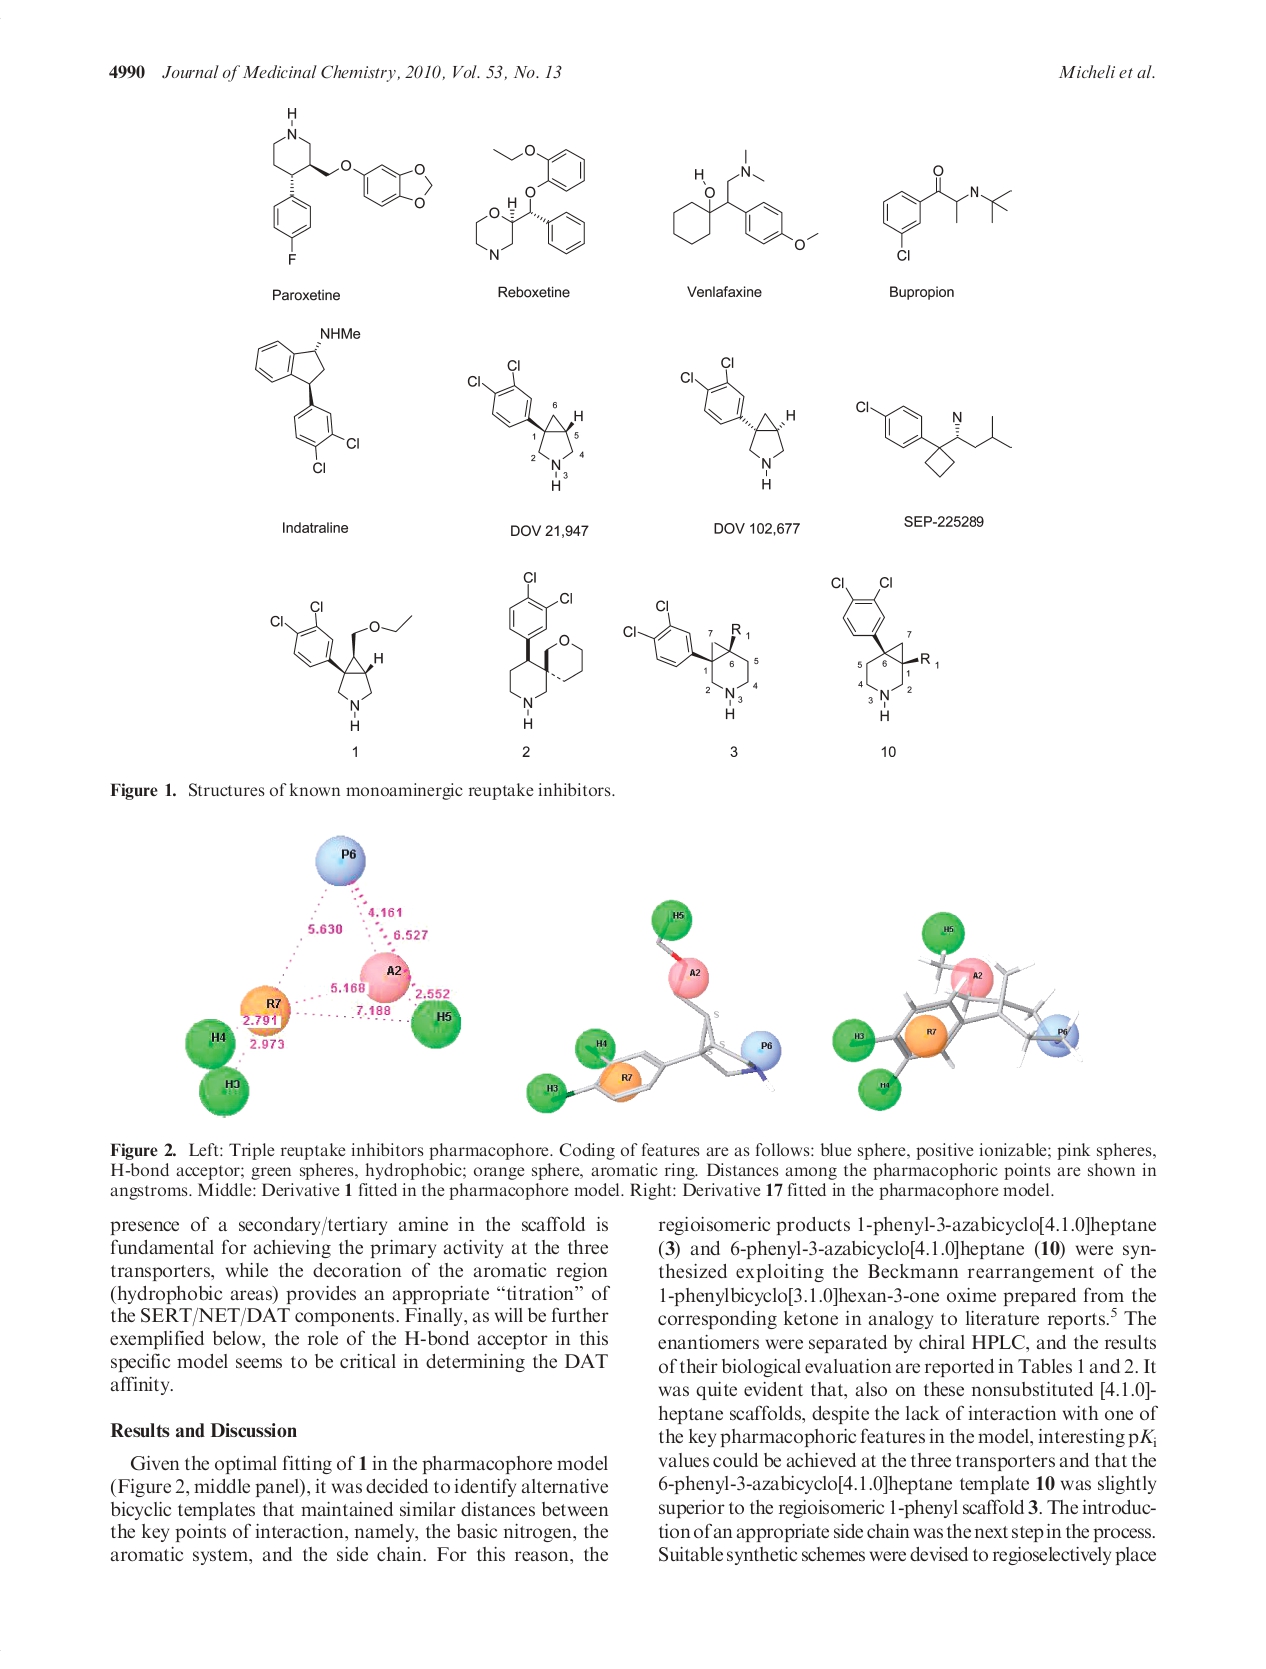 4990 Journal of Medicinal Chemistry, 2010, Vol. 53, No. 13 Micheli et al.
H
N
O
O
O
F
Paroxetine
O
O
H
O
N
Reboxetine
H
O
N
O
Venlafaxine
O
N
Cl
Bupropion
NHMe
Cl
Cl
Indatraline
Cl
Cl
6
H
1
5
2
4
N
3
H
DOV 21,947
Cl
Cl
H
N
H
DOV 102,677
Cl
N
SEP-225289
Cl
Cl
O
H
N
H
1
Cl
Cl
O
N
H
2
Cl
Cl
7
R 1
6
5
1
2
4
N
3
H
3
Cl
Cl
7
5
6
R 1
1
4
2
3
N
H
10
Figure 1. Structures of known monoaminergic reuptake inhibitors.
P6
4.161
5.630
6.527
A2
5.168
2.552
R7
7.188
H5
2.791
H4
2.973
H3
H5
A2
S
S
S
H4
P6
R7
H3
H5
A2
H3
R7
P6
H4
Figure 2. Left: Triple reuptake inhibitors pharmacophore. Coding of features are as follows: blue sphere, positive ionizable; pink spheres,
H-bond acceptor; green spheres, hydrophobic; orange sphere, aromatic ring. Distances among the pharmacophoric points are shown in
angstroms. Middle: Derivative 1 fitted in the pharmacophore model. Right: Derivative 17 fitted in the pharmacophore model.
presence of a secondary/tertiary amine in the scaffold is
fundamental for achieving the primary activity at the three
transporters, while the decoration of the aromatic region
(hydrophobic areas) provides an appropriate “titration” of
the SERT/NET/DAT components. Finally, as will be further
exemplified below, the role of the H-bond acceptor in this
specific model seems to be critical in determining the DAT
affinity.
Results and Discussion
Given the optimal fitting of 1 in the pharmacophore model
(Figure 2, middle panel), it was decided to identify alternative
bicyclic templates that maintained similar distances between
the key points of interaction, namely, the basic nitrogen, the
aromatic system, and the side chain. For this reason, the
regioisomeric products 1-phenyl-3-azabicyclo[4.1.0]heptane
(3) and 6-phenyl-3-azabicyclo[4.1.0]heptane (10) were syn-
thesized exploiting the Beckmann rearrangement of the
1-phenylbicyclo[3.1.0]hexan-3-one oxime prepared from the
corresponding ketone in analogy to literature reports.5 The
enantiomers were separated by chiral HPLC, and the results
of their biological evaluation are reported in Tables 1 and 2. It
was quite evident that, also on these nonsubstituted [4.1.0]-
heptane scaffolds, despite the lack of interaction with one of
the key pharmacophoric features in the model, interesting pKi
values could be achieved at the three transporters and that the
6-phenyl-3-azabicyclo[4.1.0]heptane template 10 was slightly
superior to the regioisomeric 1-phenyl scaffold 3. The introduc-
tion of an appropriate side chain was the next step in the process.
Suitable synthetic schemes were devised to regioselectively place